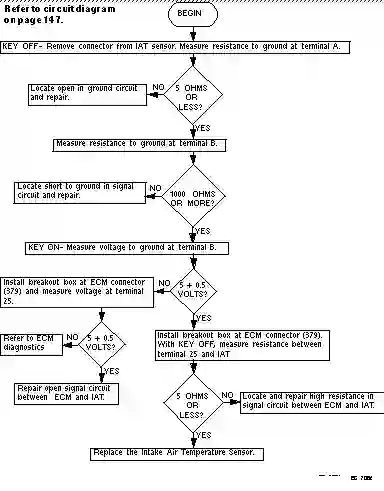 Refer to circuit diagram
on page 147.
BEGIN
KEY OFF- Remove connector from IAT sensor. Measure resistance to ground at terminal A.
5 OHMS
OR
LESS?
NO
Locate open in ground circuit
and repair.
YES
Measure resistance to ground at terminal B.
1000 OHMS
OR MORE?
NO
Locate short to ground in signal
circuit and repair.
YES
KEY ON- Measure voltage to ground at terminal B.
5 + 0.5
VOLTS?
NO
Install breakout box at ECM connector
(379) and measure voltage at terminal
25.
YES
5 + 0.5
VOLTS?
NO
Refer to ECM
diagnostics
YES
Repair open signal circuit
between ECM and IAT.
Install breakout box at ECM connector (379).
With KEY OFF, measure resistance between
terminal 25 and IAT
5 OHMS
OR
LESS?
NO
Locate and repair high resistance in
signal circuit between ECM and IAT.
YES
Replace the Intake Air Temperature Sensor.